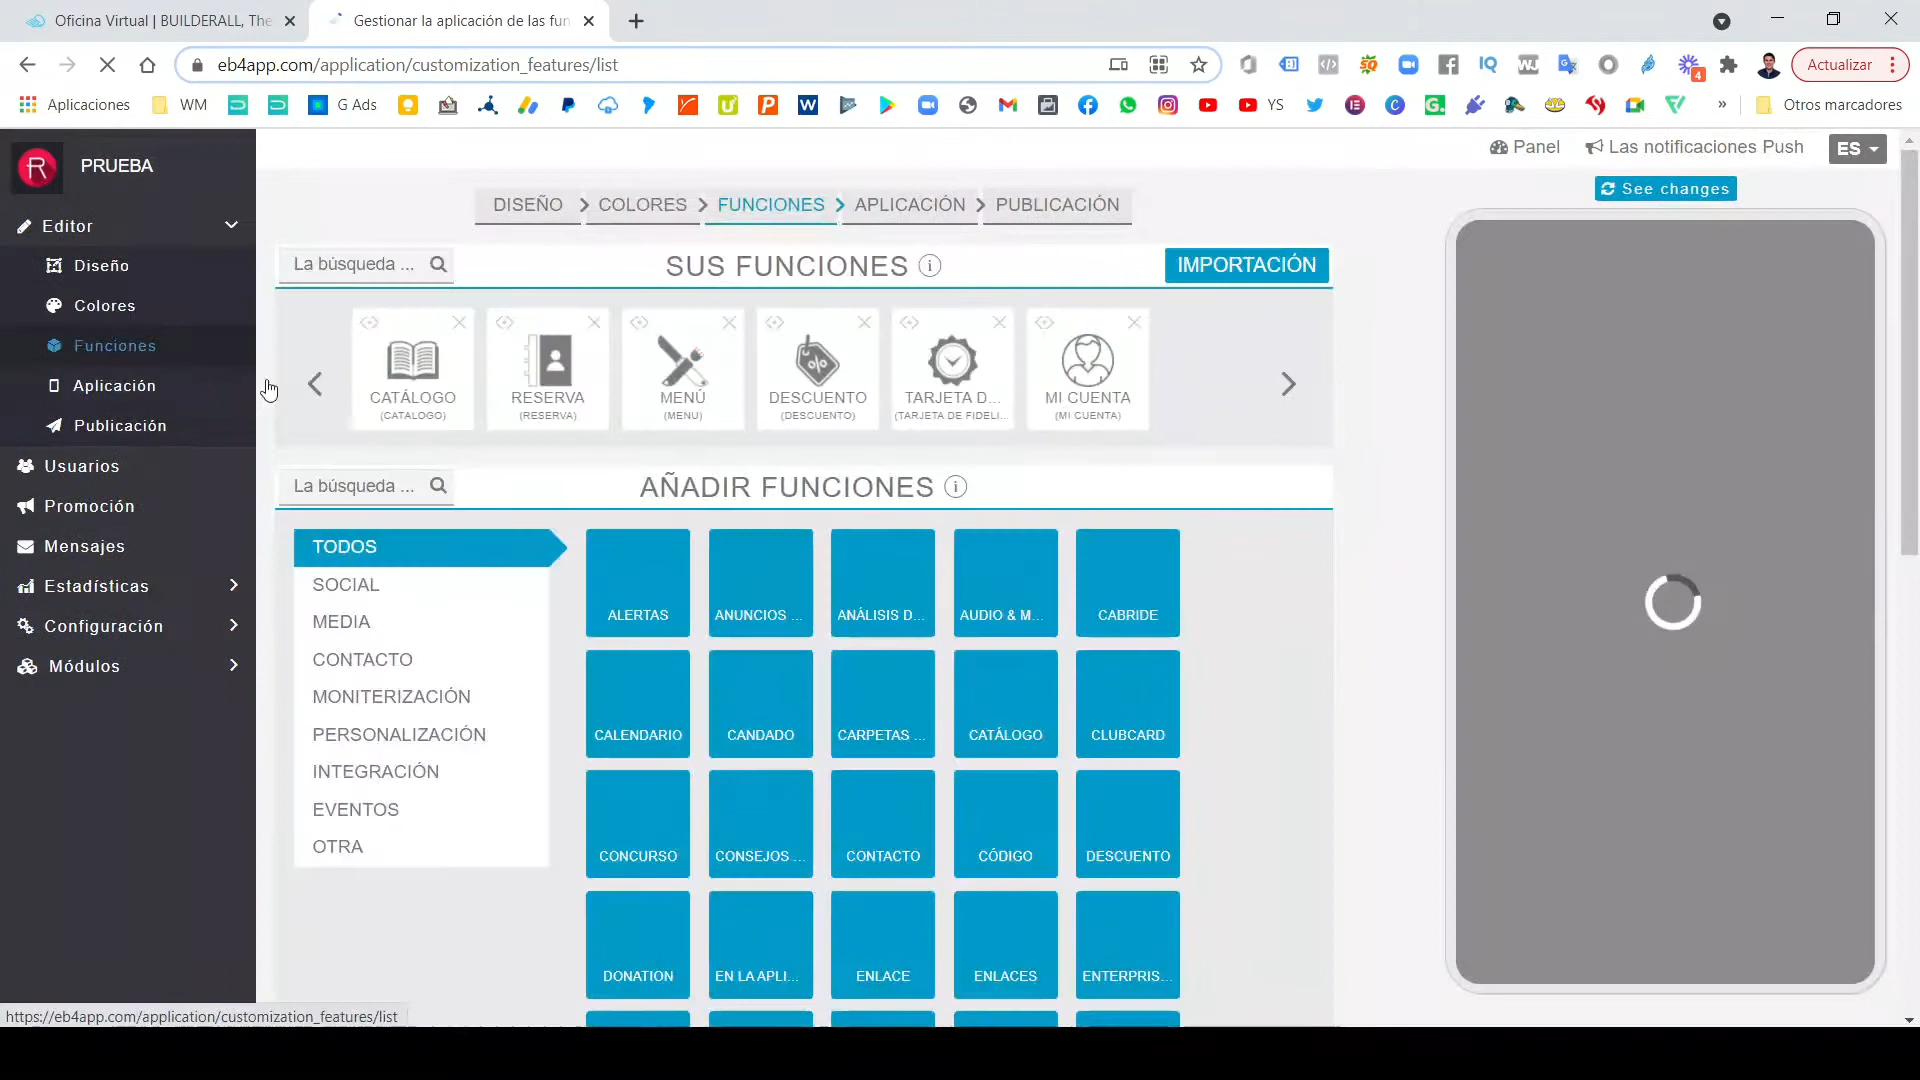 Oficina Virtual | BUILDERALL, The
Gestionar la aplicación de las fun
eb4app.com/application/customization_features/list
Actualizar
Aplicaciones
WM
G Ads
YS
»
Otros marcadores
R
PRUEBA
Panel
Las notificaciones Push
ES
See changes
DISEÑO
COLORES
FUNCIONES
APLICACIÓN
PUBLICACIÓN
Editor
Diseño
Colores
Funciones
Aplicación
Publicación
Usuarios
Promoción
Mensajes
Estadísticas
Configuración
Módulos
La búsqueda ...
SUS FUNCIONES
IMPORTACIÓN
CATÁLOGO
(CATALOGO)
RESERVA
(RESERVA)
MENÚ
(MENU)
DESCUENTO
(DESCUENTO)
TARJETA D...
(TARJETA DE FIDELI...
MI CUENTA
(MI CUENTA)
La búsqueda ...
AÑADIR FUNCIONES
TODOS
SOCIAL
MEDIA
CONTACTO
MONITERIZACIÓN
PERSONALIZACIÓN
INTEGRACIÓN
EVENTOS
OTRA
ALERTAS
ANUNCIOS ...
ANÁLISIS D...
AUDIO & M...
CABRIDE
CALENDARIO
CANDADO
CARPETAS ...
CATÁLOGO
CLUBCARD
CONCURSO
CONSEJOS ...
CONTACTO
CÓDIGO
DESCUENTO
DONATION
EN LA APLI...
ENLACE
ENLACES
ENTERPRIS...
https://eb4app.com/application/customization_features/list